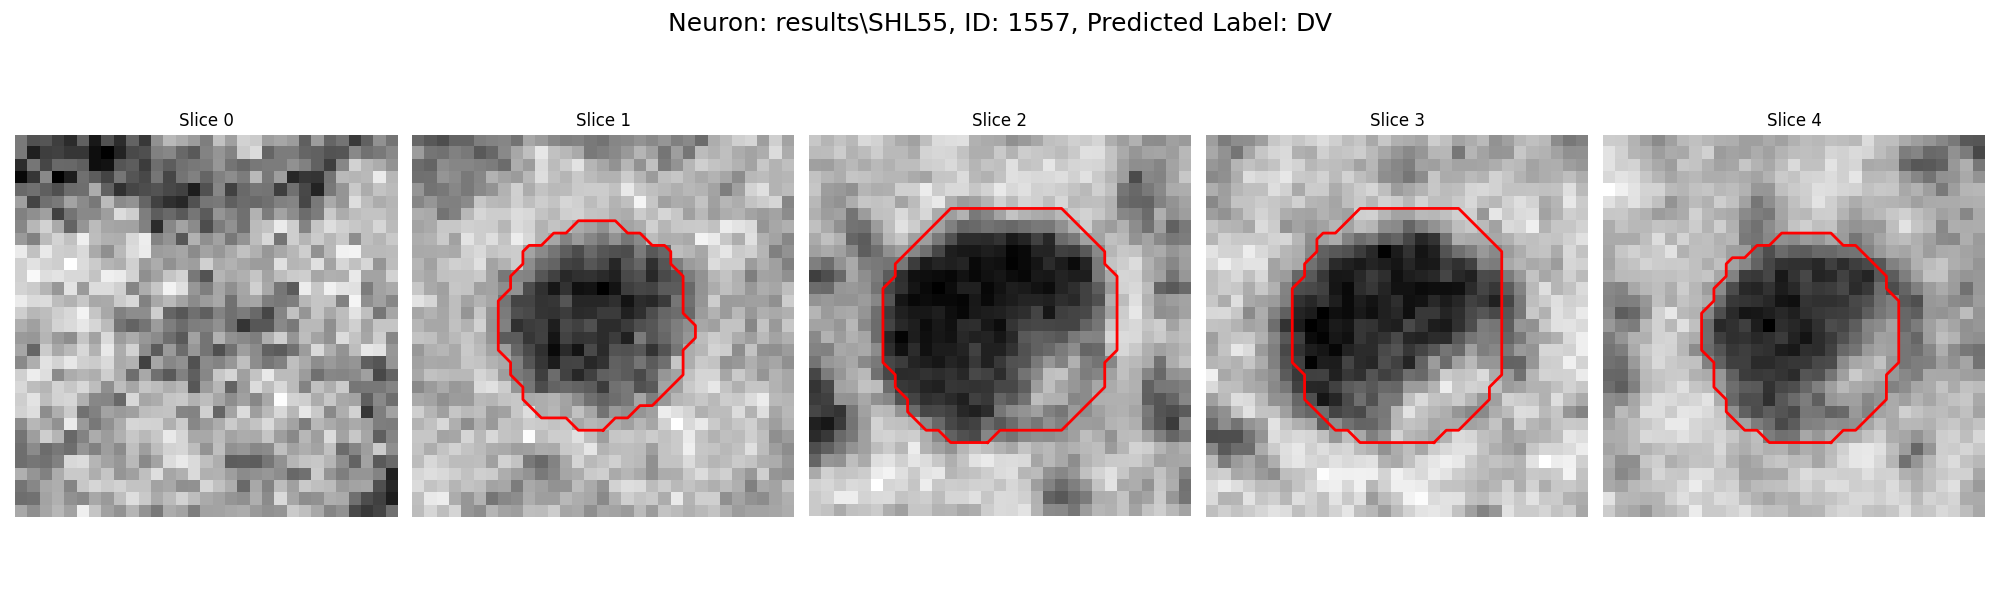 Neuron: results\SHL55, ID: 1557, Predicted Label: DV
Slice 0
Slice 1
Slice 2
Slice 3
Slice 4